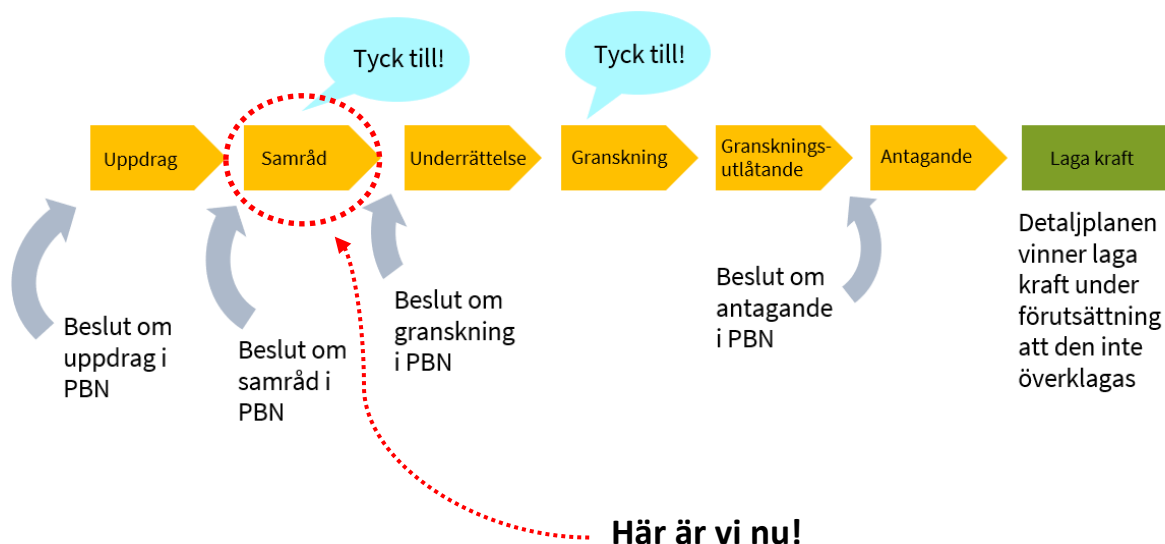 Tyck till!
Tyck till!
Uppdrag
Samråd
Underrättelse
Granskning
Gransknings-
utlåtande
Antagande
Laga kraft
Beslut om
uppdrag i
PBN
Beslut om
samråd i
PBN
Beslut om
granskning
i PBN
Beslut om
antagande
i PBN
Detaljplanen
vinner laga
kraft under
förutsättning
att den inte
överklagas
Här är vi nu!